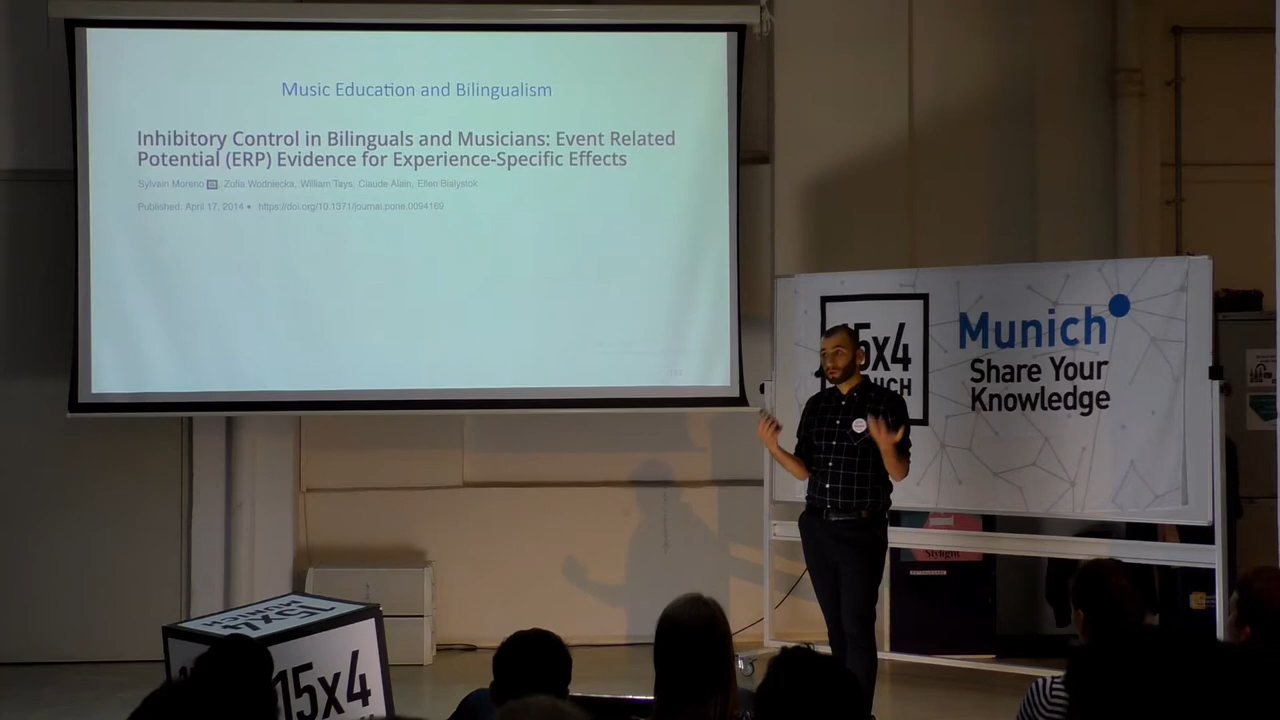 Music Education and Bilingualism
Inhibitory Control in Bilinguals and Musicians: Event Related
Potential (ERP) Evidence for Experience-Specific Effects
Sylvain Moreno, Zofia Wodniecka, William Tays, Claude Alain, Ellen Bialystok
Published: April 17, 2014 • https://doi.org/10.1371/journal.pone.0094169
15x4
Munich
Share Your
Knowledge
Stylight
15x4
MUNICH
15x4